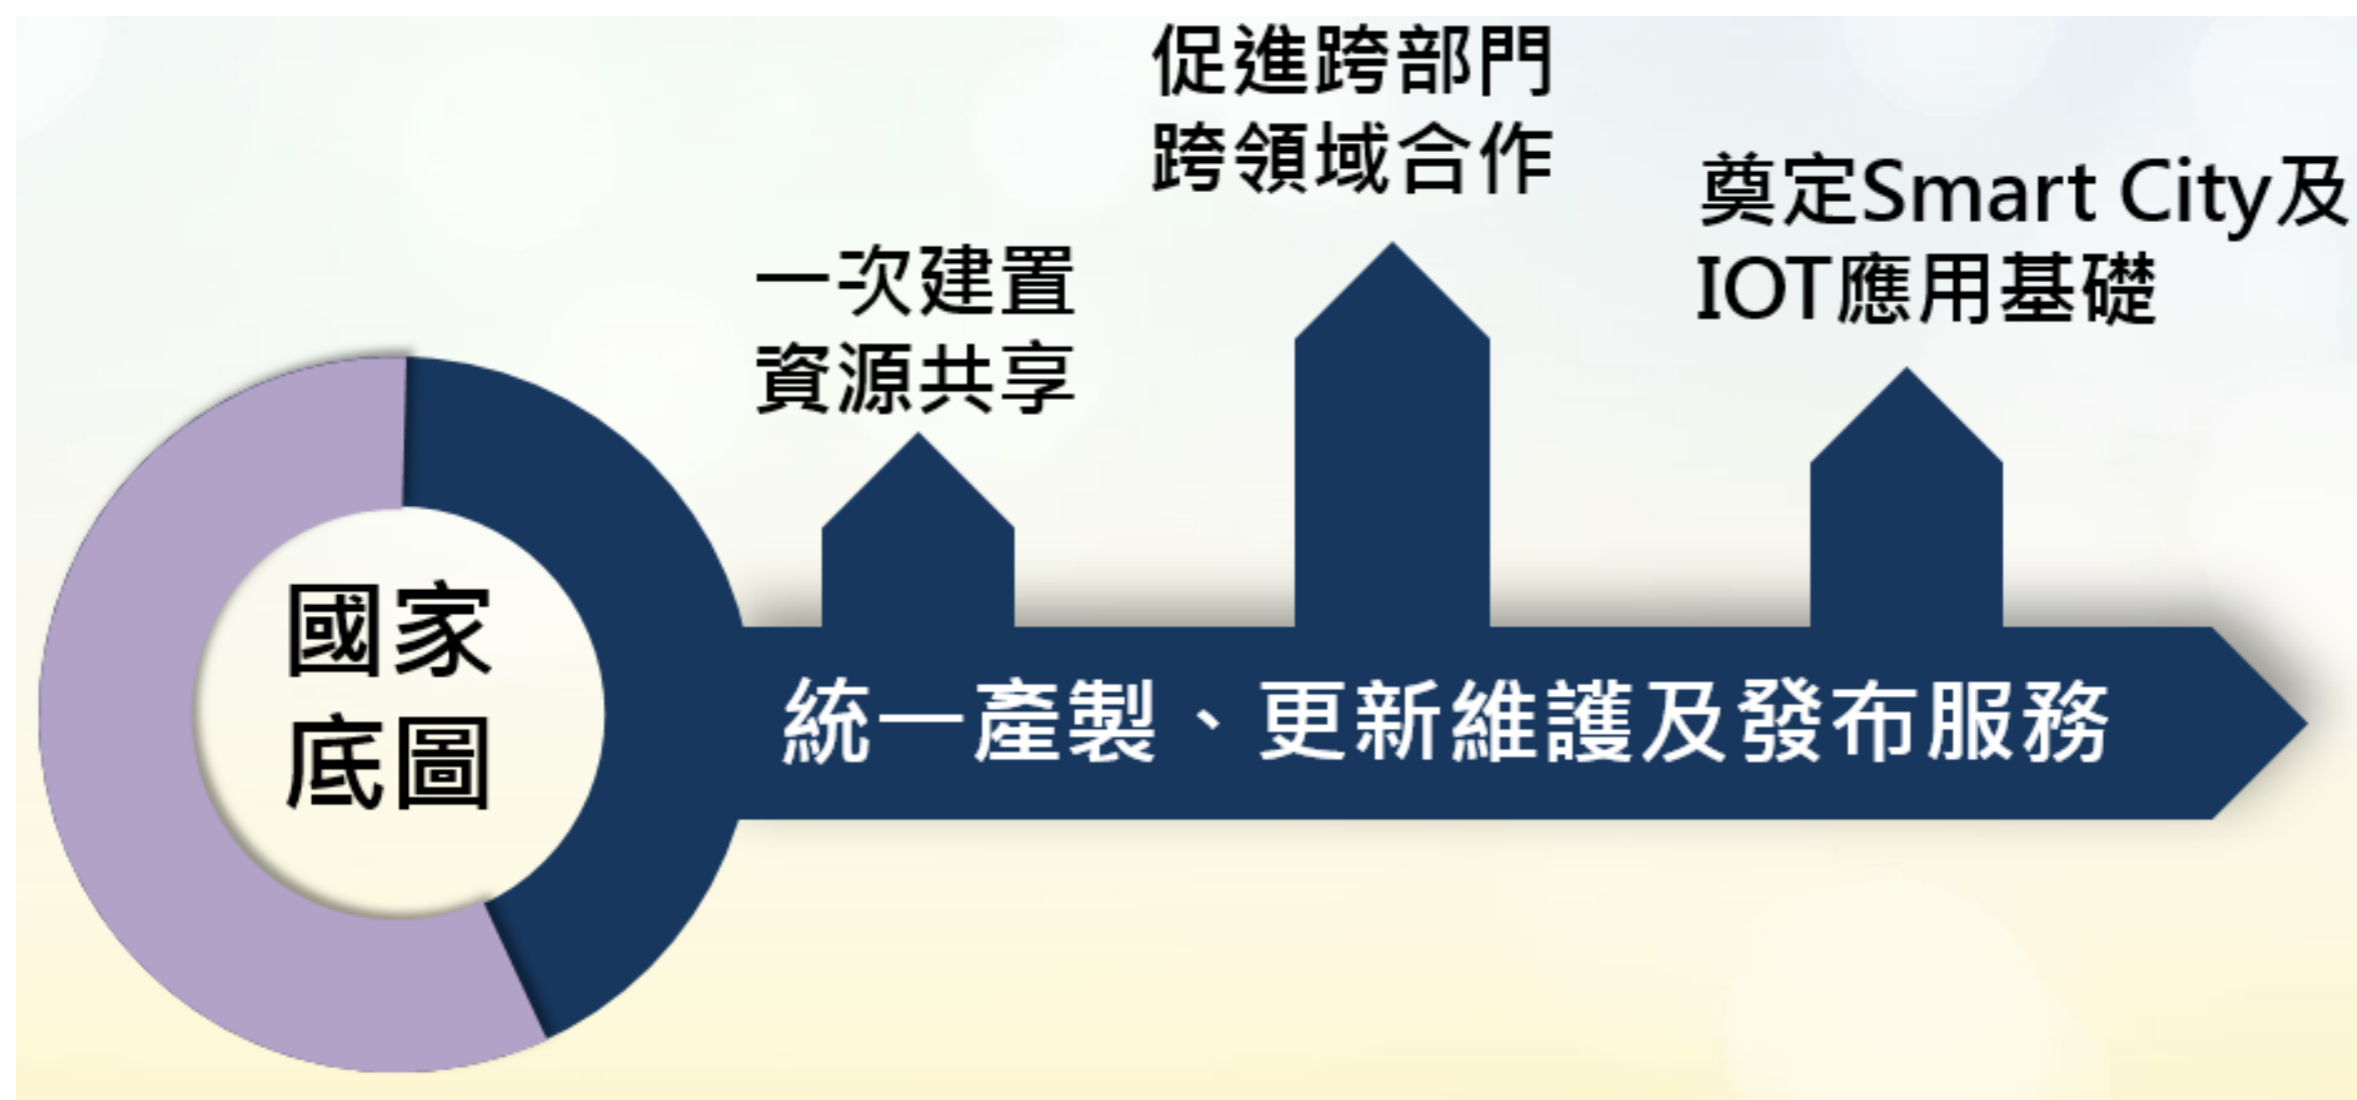 促進跨部門
跨領域合作
奠定Smart City及
IOT應用基礎
一次建置
資源共享
國家
底圖
統一產製、更新維護及發布服務